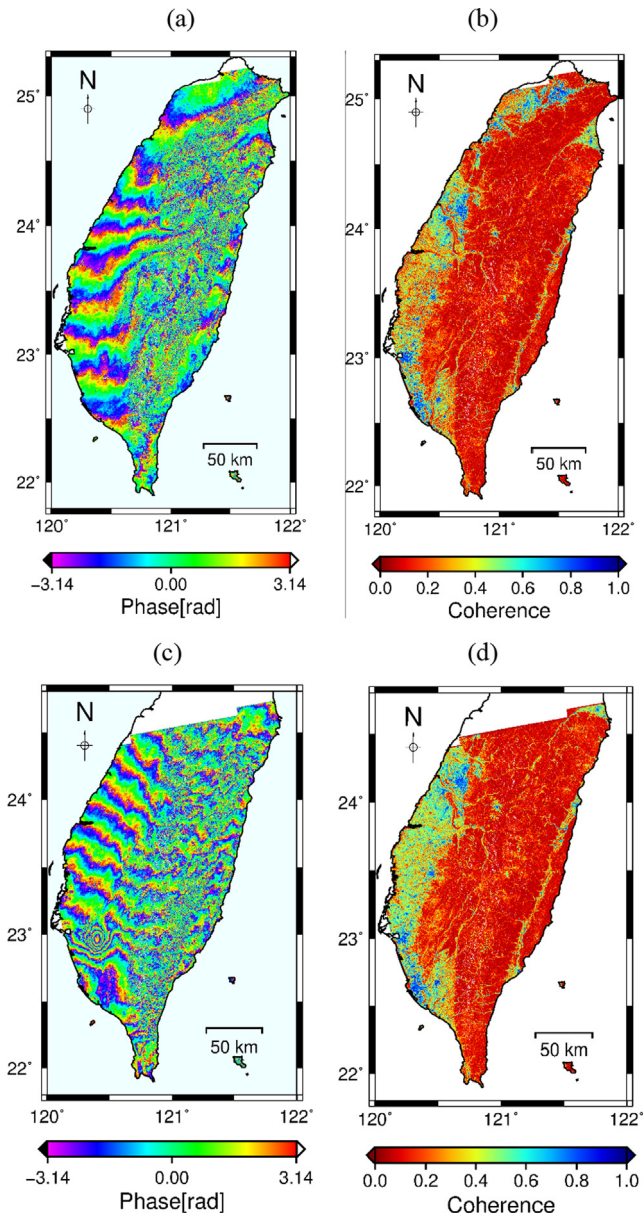 (a) (b)
N N
25˚ 25˚
24˚ 24˚
23˚ 23˚
50 km 50 km
22˚ 22˚
120˚ 121˚ 122˚ 120˚ 121˚ 122˚
−3.14 0.00 3.14 0.0 0.2 0.4 0.6 0.8 1.0
Phase[rad] Coherence
(c) (d)
N N
24˚ 24˚
23˚ 23˚
50 km 50 km
22˚ 22˚
120˚ 121˚ 122˚ 120˚ 121˚ 122˚
−3.14 0.00 3.14 0.0 0.2 0.4 0.6 0.8 1.0
Phase[rad] Coherence